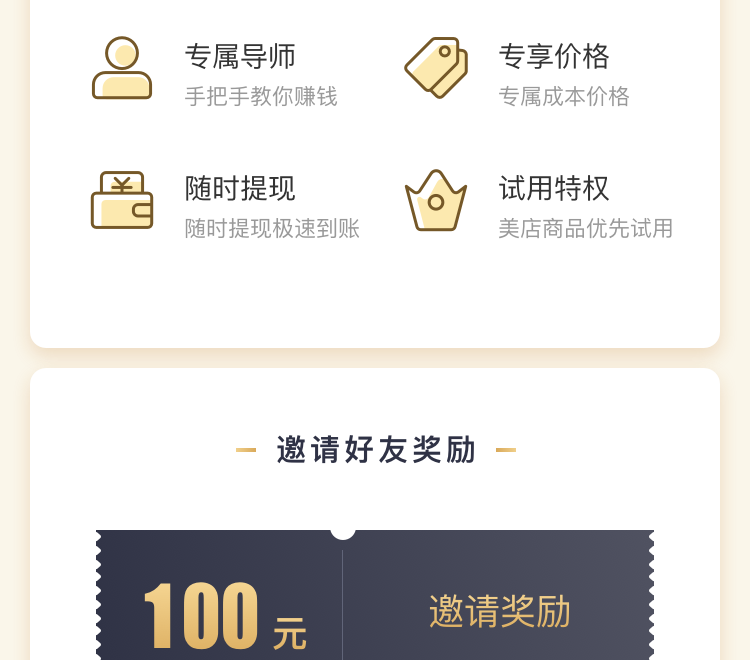 专属导师
专享价格
手把手教你赚钱
专属成本价格
随时提现
试用特权
随时提现极速到账
美店商品优先试用
邀请好友奖励
100 元
邀请奖励